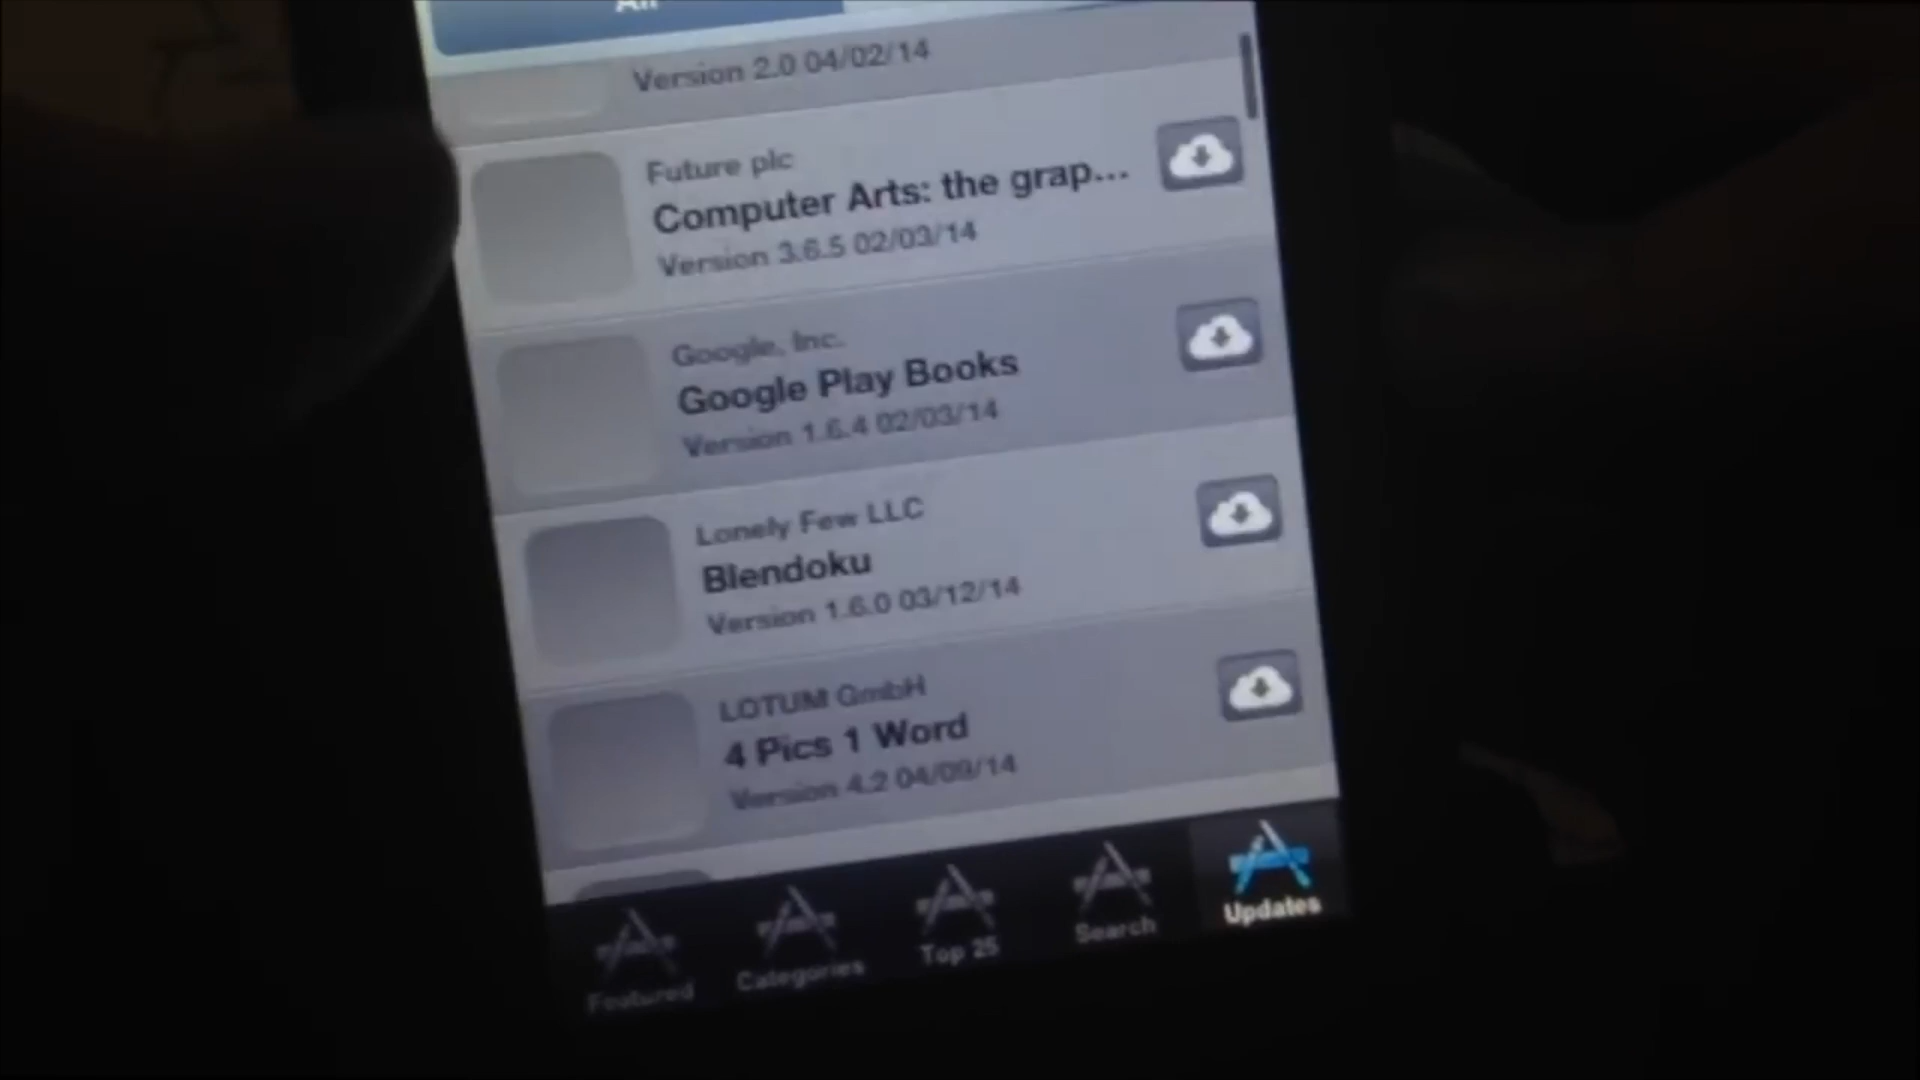 All
Version 2.0 04/02/14
Future plc
Computer Arts: the grap...
Version 3.6.5 02/03/14
Google, Inc.
Google Play Books
Version 1.6.4 02/03/14
Lonely Few LLC
Blendoku
Version 1.6.0 03/12/14
LOTUM GmbH
4 Pics 1 Word
Version 4.2 04/09/14
Featured
Categories
Top 25
Search
Updates